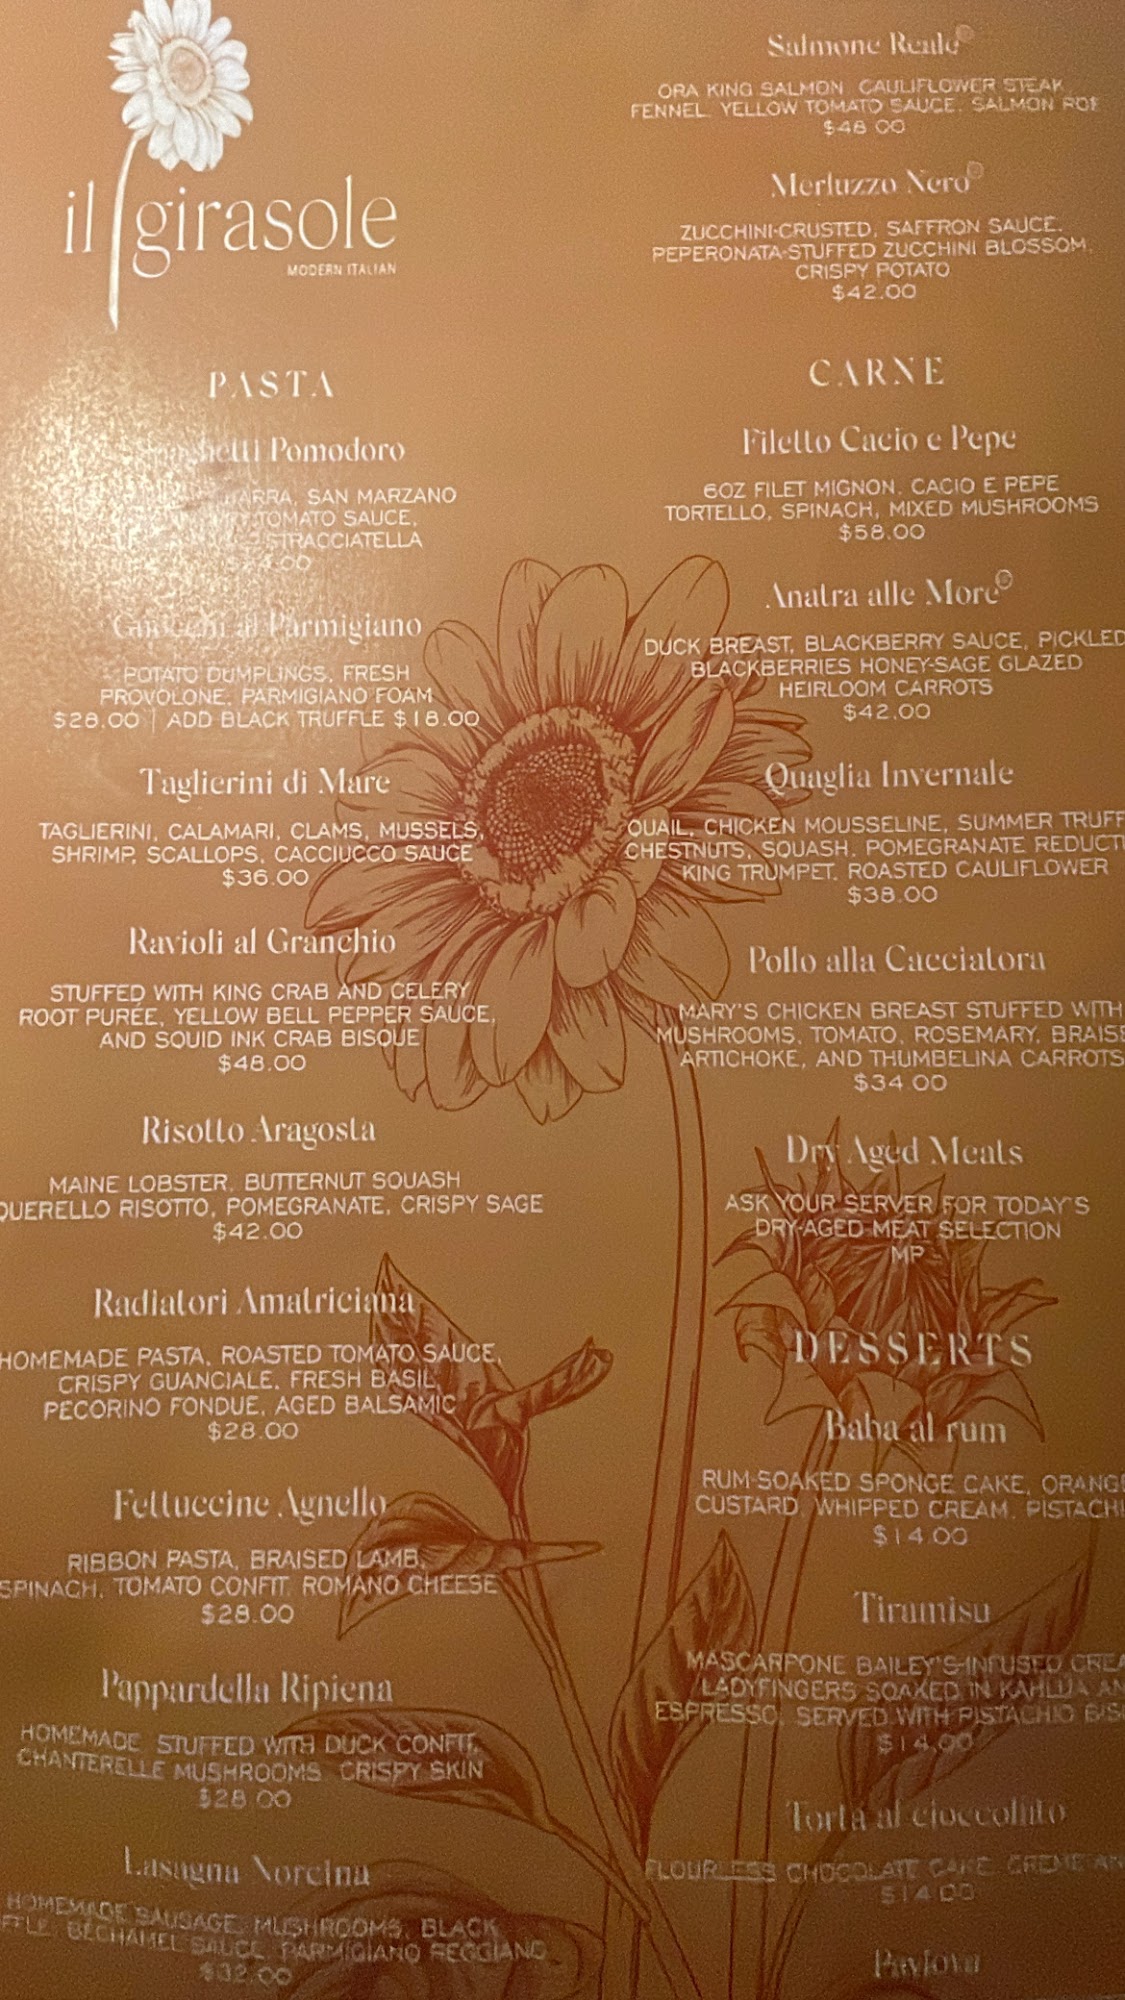 il girasole
MODERN ITALIAN
PASTA
Pomodoro
SAN MARZANO
TOMATO SAUCE,
STRACCIATELLA
Gnocchi al Parmigiano
POTATO DUMPLINGS, FRESH
PROVOLONE, PARMIGIANO FOAM
$28.00 | ADD BLACK TRUFFLE $18.00
Taglierini di Mare
TAGLIERINI, CALAMARI, CLAMS, MUSSELS,
SHRIMP, SCALLOPS, CACCIUCCO SAUCE
$36.00
Ravioli al Granchio
STUFFED WITH KING CRAB AND CELERY
ROOT PURÉE, YELLOW BELL PEPPER SAUCE,
AND SQUID INK CRAB BISQUE
$48.00
Risotto Aragosta
MAINE LOBSTER, BUTTERNUT SQUASH
QUERELLO RISOTTO, POMEGRANATE, CRISPY SAGE
$42.00
Radiatori Amatriciana
HOMEMADE PASTA, ROASTED TOMATO SAUCE,
CRISPY GUANCIALE, FRESH BASIL,
PECORINO FONDUE, AGED BALSAMIC
$28.00
Fettuccine Agnello
RIBBON PASTA, BRAISED LAMB,
SPINACH, TOMATO CONFIT, ROMANO CHEESE
$28.00
Pappardella Ripiena
HOMEMADE, STUFFED WITH DUCK CONFIT,
CHANTERELLE MUSHROOMS, CRISPY SKIN
$28.00
Lasagna Norcina
HOMEMADE SAUSAGE, MUSHROOMS, BLACK
BECHAMEL SAUCE, PARMIGIANO REGGIANO
$32.00
Salmone Reale
ORA KING SALMON, CAULIFLOWER STEAK,
FENNEL, YELLOW TOMATO SAUCE, SALMON ROE
$48.00
Merluzzo Nero
ZUCCHINI-CRUSTED, SAFFRON SAUCE,
PEPERONATA-STUFFED ZUCCHINI BLOSSOM,
CRISPY POTATO
$42.00
CARNE
Filetto Cacio e Pepe
6OZ FILET MIGNON, CACIO E PEPE
TORTELLO, SPINACH, MIXED MUSHROOMS
$58.00
Anatra alle More
DUCK BREAST, BLACKBERRY SAUCE, PICKLED
BLACKBERRIES HONEY-SAGE GLAZED
HEIRLOOM CARROTS
$42.00
Quaglia Invernale
QUAIL, CHICKEN MOUSSELINE, SUMMER TRUFF
CHESTNUTS, SQUASH, POMEGRANATE REDUCTI
KING TRUMPET, ROASTED CAULIFLOWER
$38.00
Pollo alla Cacciatora
MARY'S CHICKEN BREAST STUFFED WITH
MUSHROOMS, TOMATO, ROSEMARY, BRAISE
ARTICHOKE, AND THUMBELINA CARROTS
$34.00
Dry Aged Meats
ASK YOUR SERVER FOR TODAY'S
DRY-AGED MEAT SELECTION
MP
DESSERTS
Baba al rum
RUM-SOAKED SPONGE CAKE, ORANGE
CUSTARD, WHIPPED CREAM, PISTACHI
$14.00
Tiramisu
MASCARPONE BAILEY'S-INFUSED CREA
LADYFINGERS SOAKED IN KAHLUA AN
ESPRESSO, SERVED WITH PISTACHIO BIS
$14.00
Torta al cioccolato
FLOURLESS CHOCOLATE CAKE, CREME AN
$14.00
Pavlova